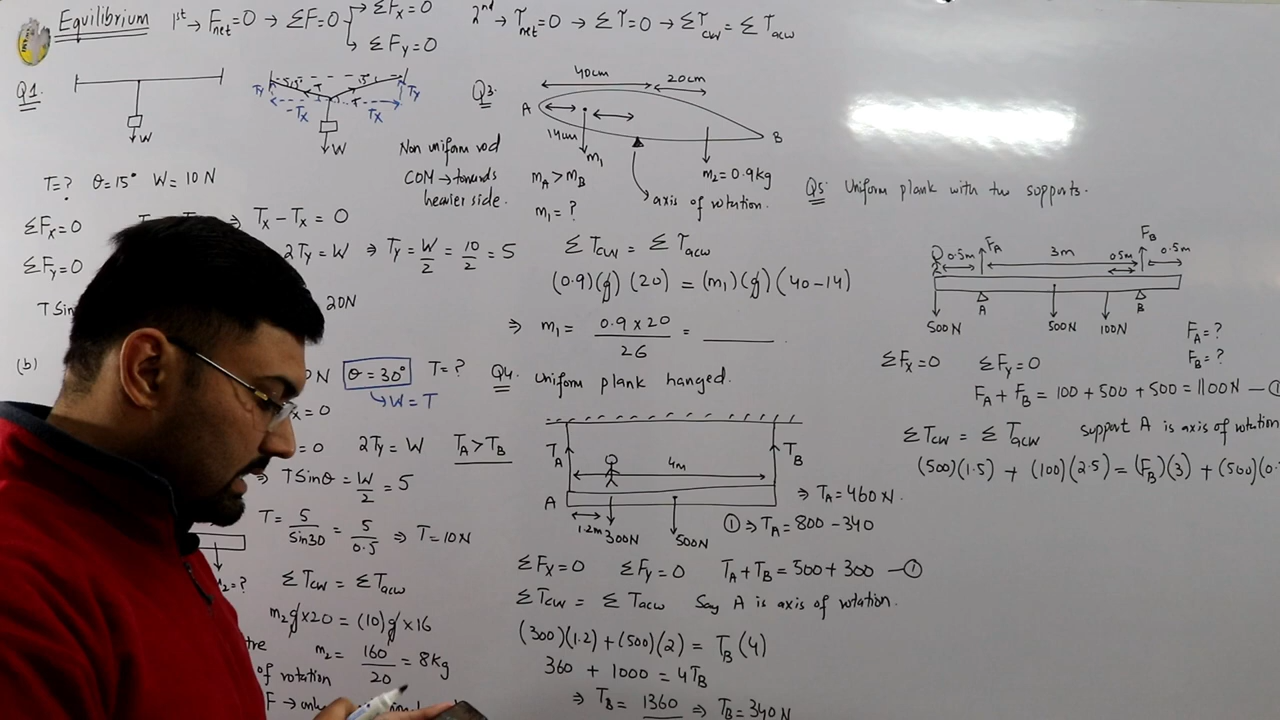 Equilibrium 1st → Fnet=0 → ΣF=0 → ΣFx=0
→ ΣFy=0
2nd → τnet=0 → Στ=0 → Στcw = Στacw
Q1.
W
15° T 15° T
Ty Tx Tx Ty
W
T=? θ=15° W=10N
ΣFx=0 ⇒ Tx-Tx = 0
ΣFy=0 2Ty=W ⇒ Ty = W/2 = 10/2 = 5
T Sin 20N
(b) θ=30° T=?
→ W=T
=0
=0 2Ty=W TA>TB
⇒ TSinθ = W/2 = 5
T = 5/Sin30 = 5/0.5 ⇒ T=10N
m2=?
Στcw = Στacw
m2g×20 = (10)g×16
m2 = 160/20 = 8kg
of rotation
F →
Q3.
40cm 20cm
A 14cm B
m1 m2=0.9kg
axis of rotation.
Non uniform rod
COM → towards
heavier side.
mA>mB
m1=?
Στcw = Στacw
(0.9)(g)(20) = (m1)(g)(40-14)
⇒ m1 = 0.9×20/26 = ______
Q4. Uniform plank hanged.
TA TB
4m
A
1.2m 300N 500N
⇒ TA=460N.
① ⇒ TA=800-340
ΣFx=0 ΣFy=0 TA+TB=500+300 —①
Στcw = Στacw Say A is axis of rotation.
(300)(1.2)+(500)(2) = TB(4)
360 + 1000 = 4TB
⇒ TB = 1360 ⇒ TB=340N
Q5: Uniform plank with two supports.
0.5m FA 3m 0.5m FB 0.5m
A B
500N 500N 100N
FA=?
FB=?
ΣFx=0 ΣFy=0
FA+FB = 100+500+500 = 1100N —①
Στcw = Στacw support A is axis of rotation
(500)(1.5) + (100)(2.5) = (FB)(3) + (500)(0.